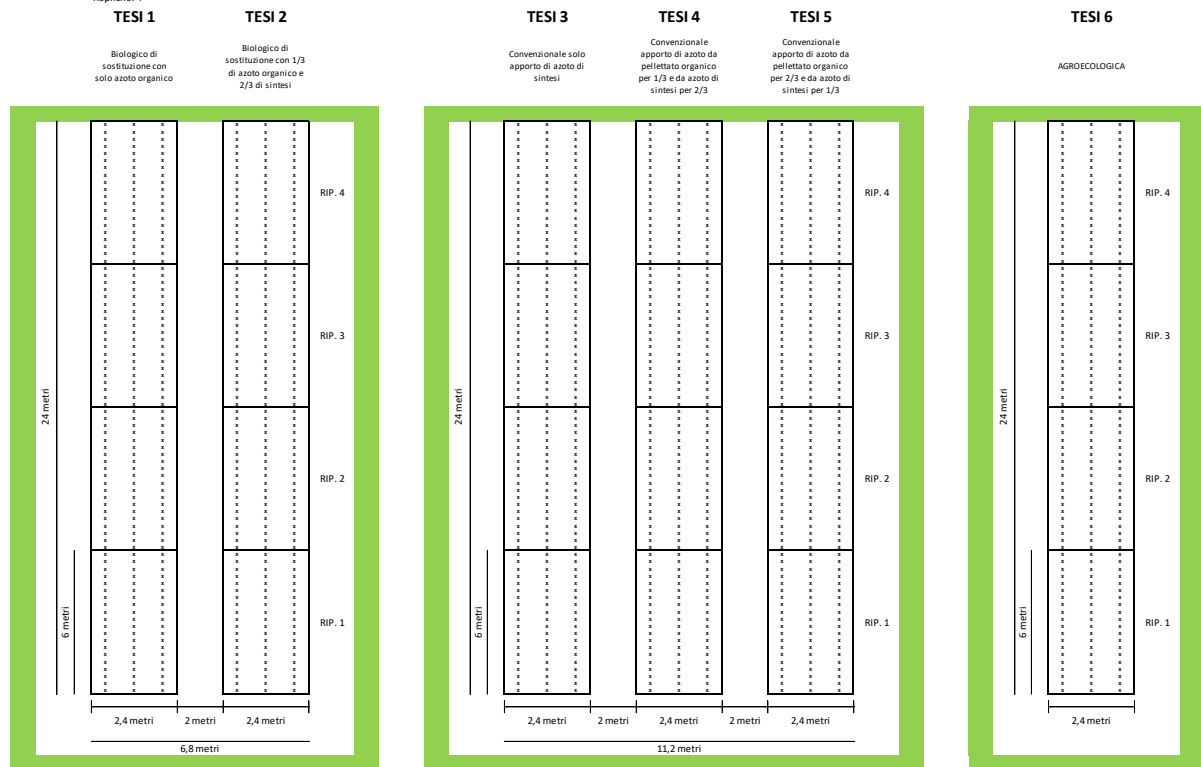 TESI 1
TESI 2
TESI 3
TESI 4
TESI 5
TESI 6
Biologico di
sostituzione con
solo azoto organico
Biologico di
sostituzione con 1/3
di azoto organico e
2/3 di sintesi
Convenzionale solo
apporto di azoto di
sintesi
Convenzionale
apporto di azoto da
pellettato organico
per 1/3 e da azoto di
sintesi per 2/3
Convenzionale
apporto di azoto da
pellettato organico
per 2/3 e da azoto di
sintesi per 1/3
AGROECOLOGICA
RIP. 4
RIP. 3
RIP. 2
RIP. 1
24 metri
6 metri
2,4 metri
2 metri
2,4 metri
6,8 metri
RIP. 4
RIP. 3
RIP. 2
RIP. 1
24 metri
6 metri
2,4 metri
2 metri
2,4 metri
2 metri
2,4 metri
11,2 metri
RIP. 4
RIP. 3
RIP. 2
RIP. 1
24 metri
6 metri
2,4 metri